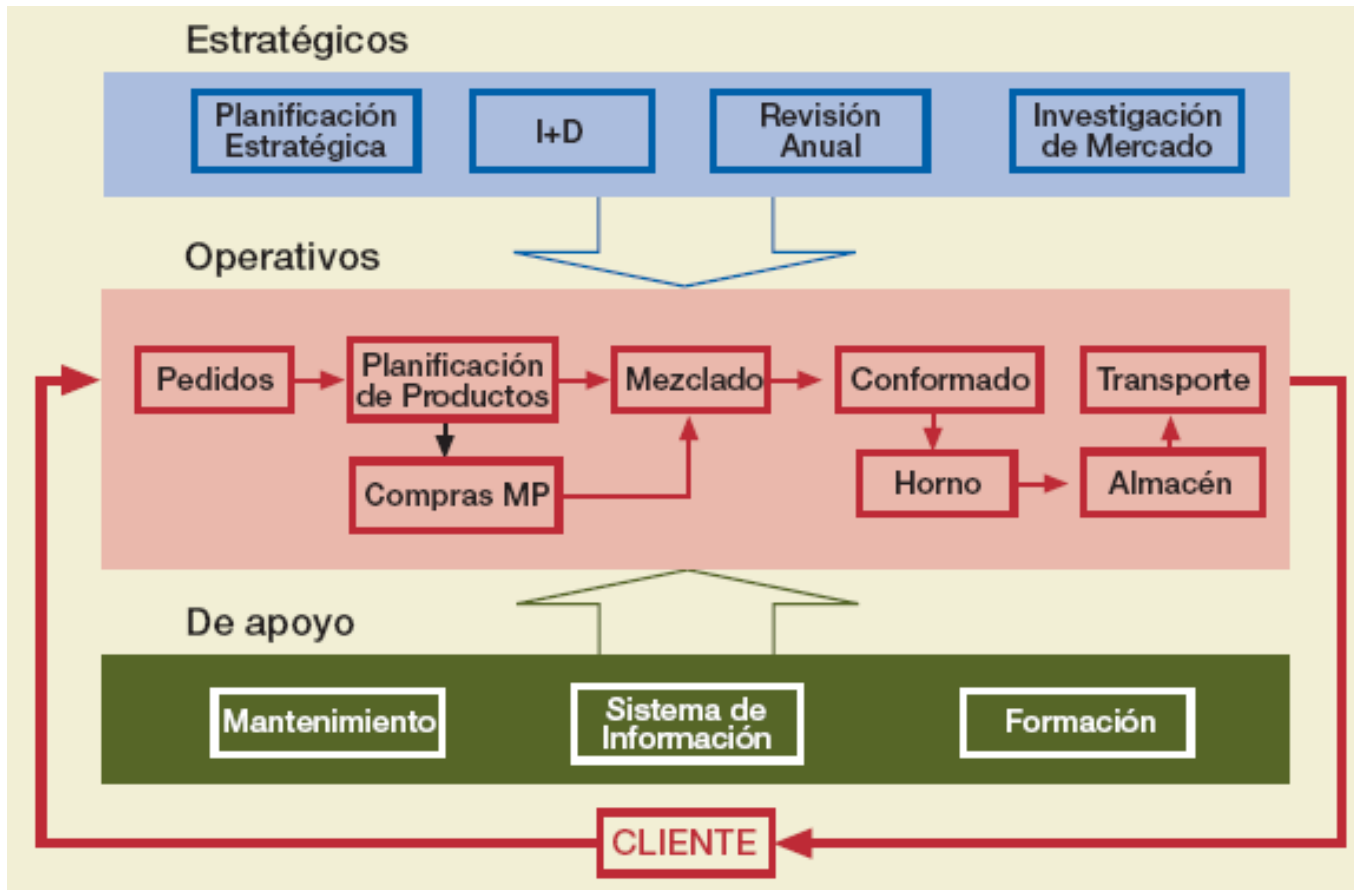 Estratégicos
Planificación
Estratégica
I+D
Revisión
Anual
Investigación
de Mercado
Operativos
Pedidos
Planificación
de Productos
Mezclado
Conformado
Transporte
Compras MP
Horno
Almacén
De apoyo
Mantenimiento
Sistema de
Información
Formación
CLIENTE